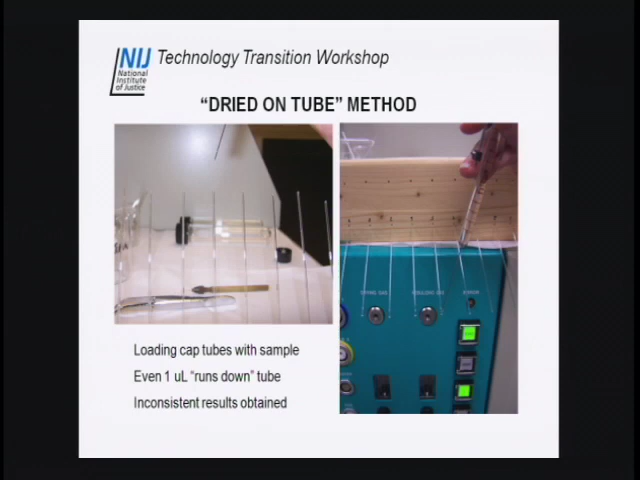 NIJ
National
Institute
of Justice
Technology Transition Workshop
“DRIED ON TUBE” METHOD
Loading cap tubes with sample
Even 1 uL “runs down” tube
Inconsistent results obtained